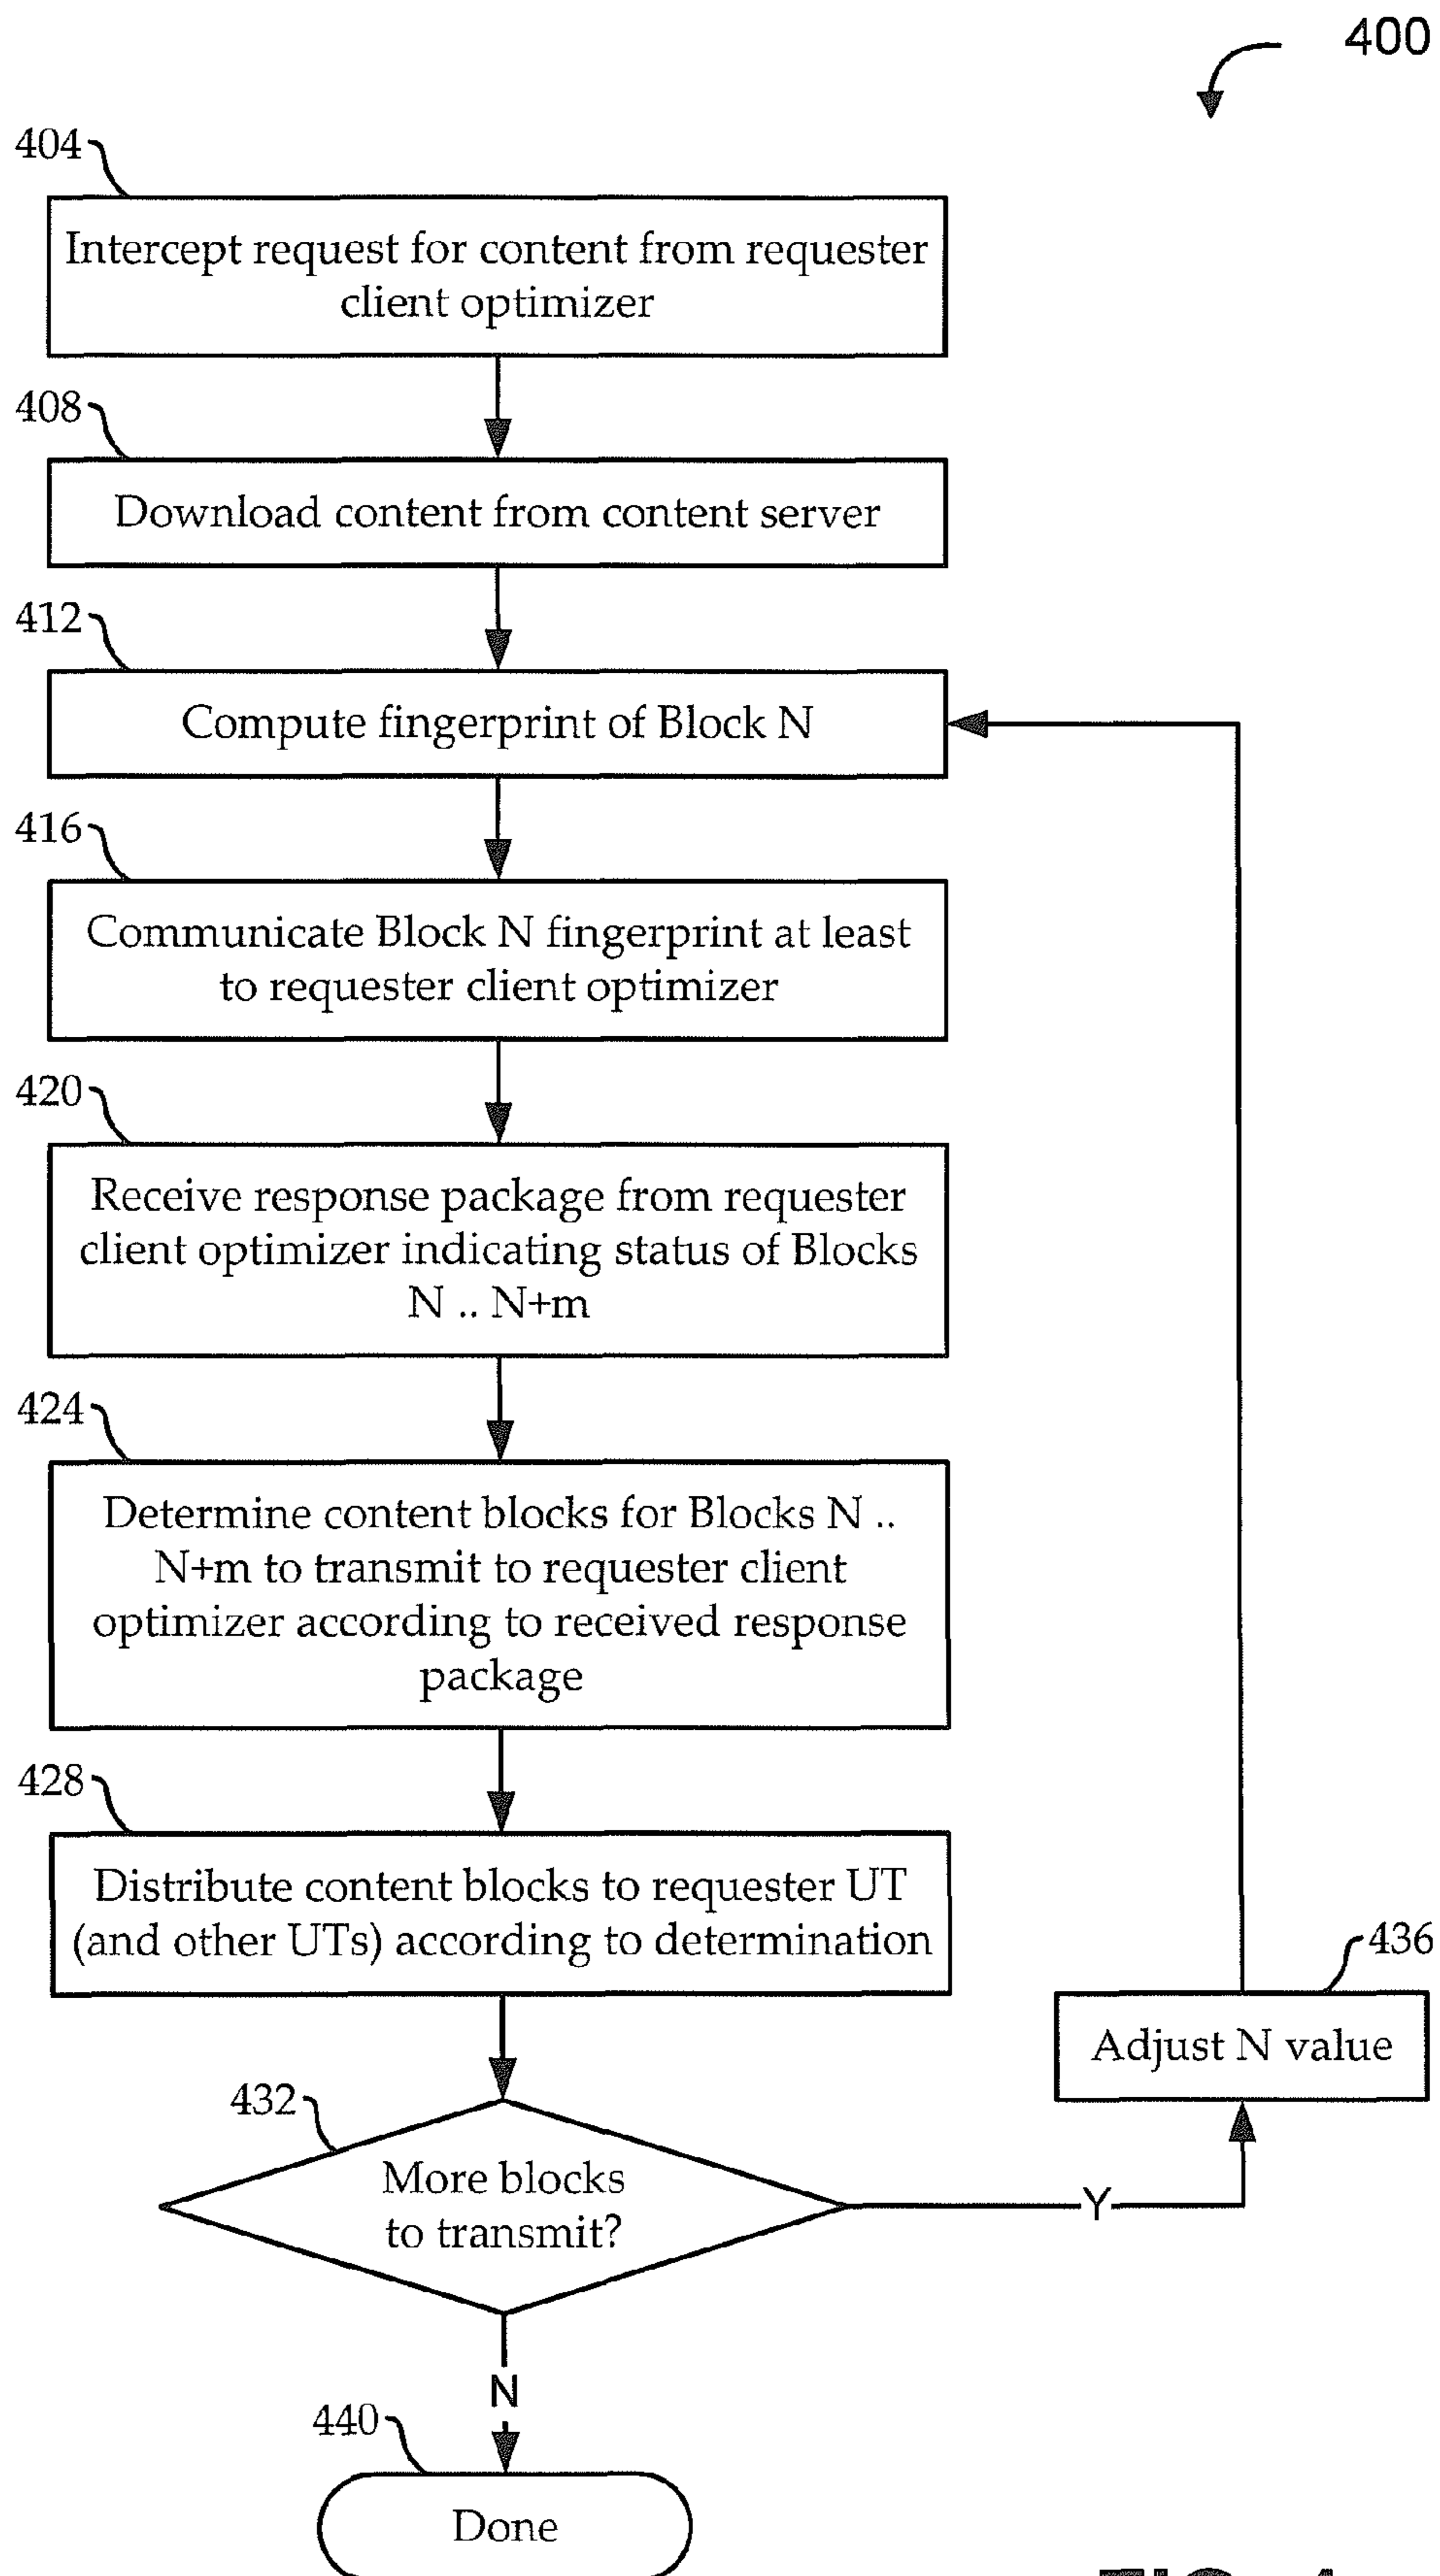 400
404
Intercept request for content from requester
client optimizer
408
Download content from content server
412
Compute fingerprint of Block N
416
Communicate Block N fingerprint at least
to requester client optimizer
420
Receive response package from requester
client optimizer indicating status of Blocks
N .. N+m
424
Determine content blocks for Blocks N ..
N+m to transmit to requester client
optimizer according to received response
package
428
Distribute content blocks to requester UT
(and other UTs) according to determination
436
Adjust N value
432
More blocks
to transmit?
Y
N
440
Done